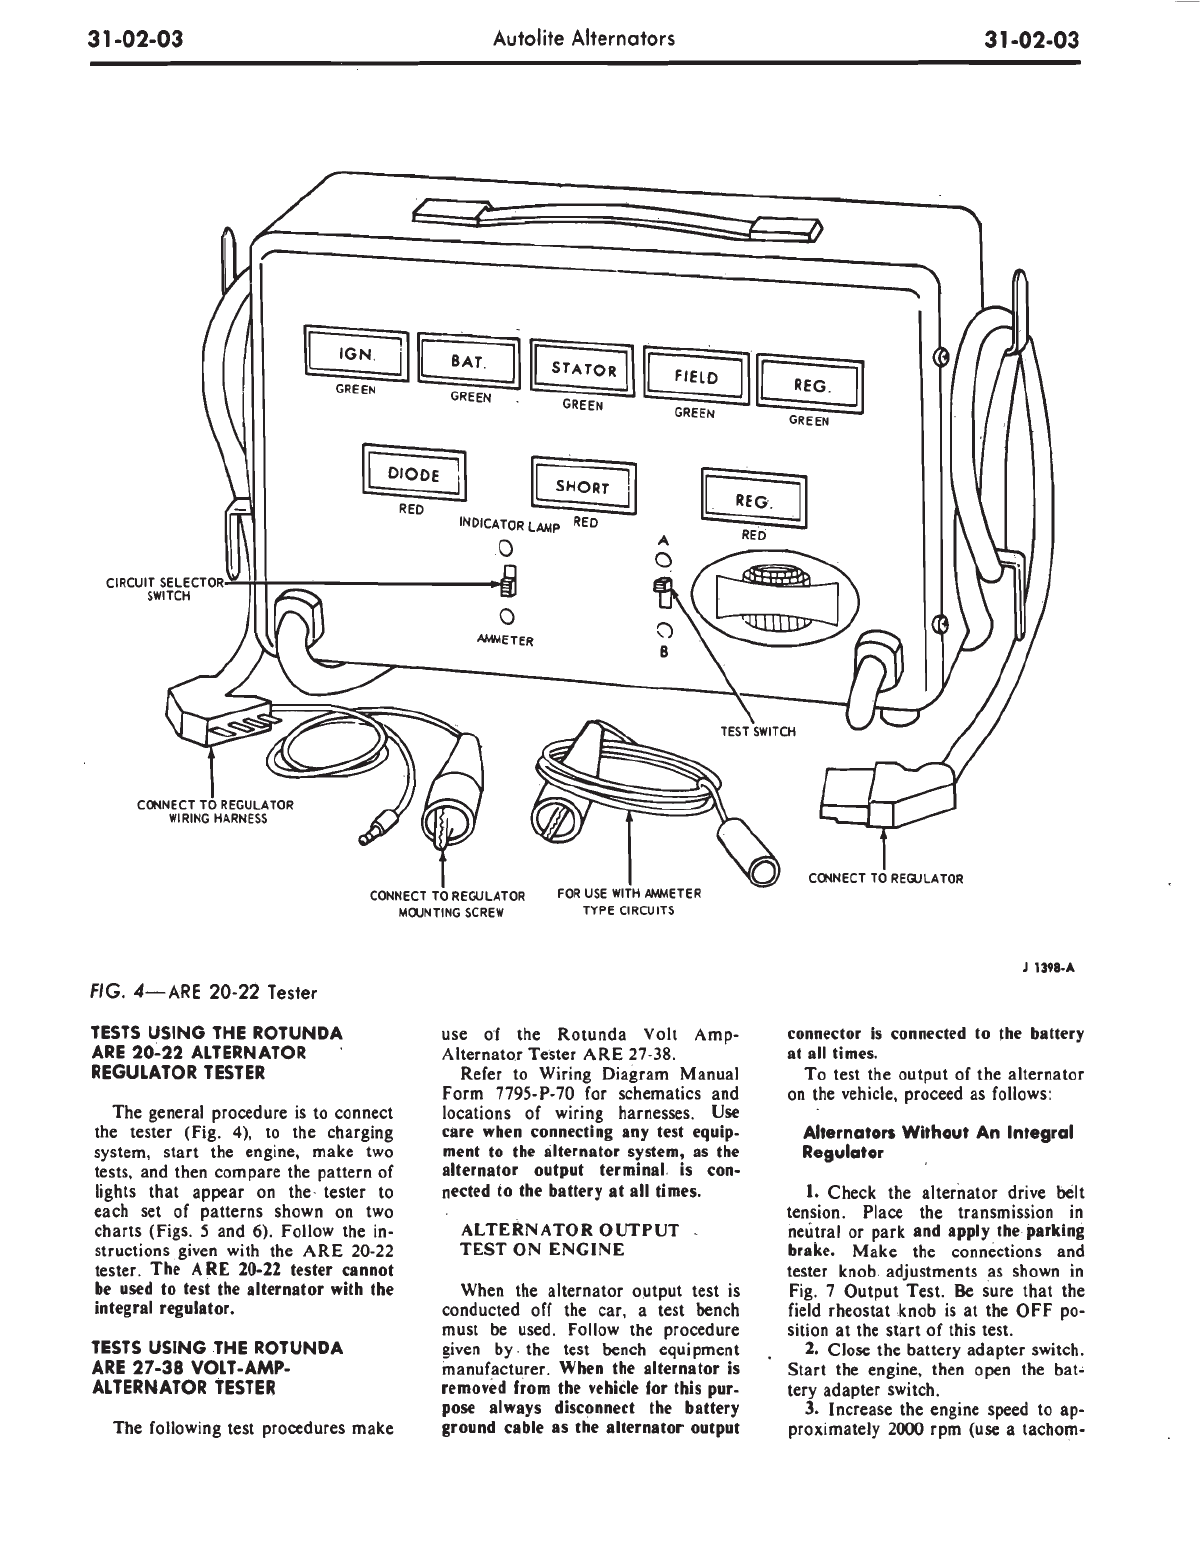 31-02-03
Autolite Alternators
31-02-03
IGN.
BAT.
STATOR
FIELD
REG.
GREEN
GREEN
GREEN
GREEN
GREEN
DIODE
SHORT
REG.
RED
RED
RED
INDICATOR LAMP
A
CIRCUIT SELECTOR
SWITCH
AMMETER
B
TEST SWITCH
CONNECT TO REGULATOR
WIRING HARNESS
CONNECT TO REGULATOR
MOUNTING SCREW
FOR USE WITH AMMETER
TYPE CIRCUITS
CONNECT TO REGULATOR
J 1398-A
FIG. 4—ARE 20-22 Tester
TESTS USING THE ROTUNDA
ARE 20-22 ALTERNATOR
REGULATOR TESTER
The general procedure is to connect
the tester (Fig. 4), to the charging
system, start the engine, make two
tests, and then compare the pattern of
lights that appear on the tester to
each set of patterns shown on two
charts (Figs. 5 and 6). Follow the in-
structions given with the ARE 20-22
tester. The ARE 20-22 tester cannot
be used to test the alternator with the
integral regulator.
TESTS USING THE ROTUNDA
ARE 27-38 VOLT-AMP-
ALTERNATOR TESTER
The following test procedures make
use of the Rotunda Volt Amp-
Alternator Tester ARE 27-38.
Refer to Wiring Diagram Manual
Form 7795-P-70 for schematics and
locations of wiring harnesses. Use
care when connecting any test equip-
ment to the alternator system, as the
alternator output terminal is con-
nected to the battery at all times.
ALTERNATOR OUTPUT
TEST ON ENGINE
When the alternator output test is
conducted off the car, a test bench
must be used. Follow the procedure
given by the test bench equipment
manufacturer. When the alternator is
removed from the vehicle for this pur-
pose always disconnect the battery
ground cable as the alternator output
connector is connected to the battery
at all times.
To test the output of the alternator
on the vehicle, proceed as follows:
Alternators Without An Integral
Regulator
1. Check the alternator drive belt
tension. Place the transmission in
neutral or park and apply the parking
brake. Make the connections and
tester knob adjustments as shown in
Fig. 7 Output Test. Be sure that the
field rheostat knob is at the OFF po-
sition at the start of this test.
2. Close the battery adapter switch.
Start the engine, then open the bat-
tery adapter switch.
3. Increase the engine speed to ap-
proximately 2000 rpm (use a tachom-